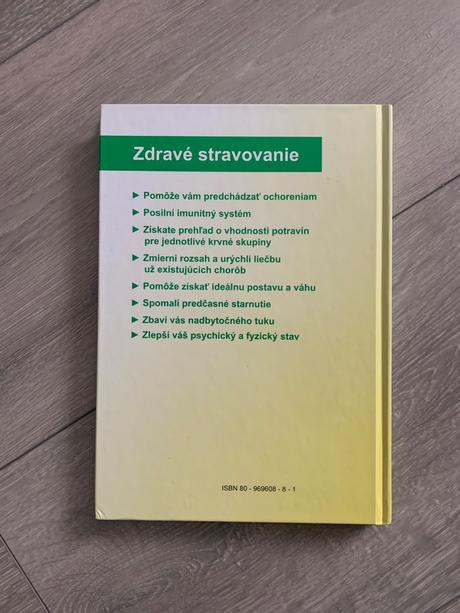 Zdravé stravovanie
► Pomôže vám predchádzať ochoreniam
► Posilní imunitný systém
► Získate prehľad o vhodnosti potravín
pre jednotlivé krvné skupiny
► Zmierni rozsah a urýchli liečbu
už existujúcich chorôb
► Pomôže získať ideálnu postavu a váhu
► Spomalí predčasné starnutie
► Zbaví vás nadbytočného tuku
► Zlepší váš psychický a fyzický stav
ISBN 80 - 969608 - 8 - 1